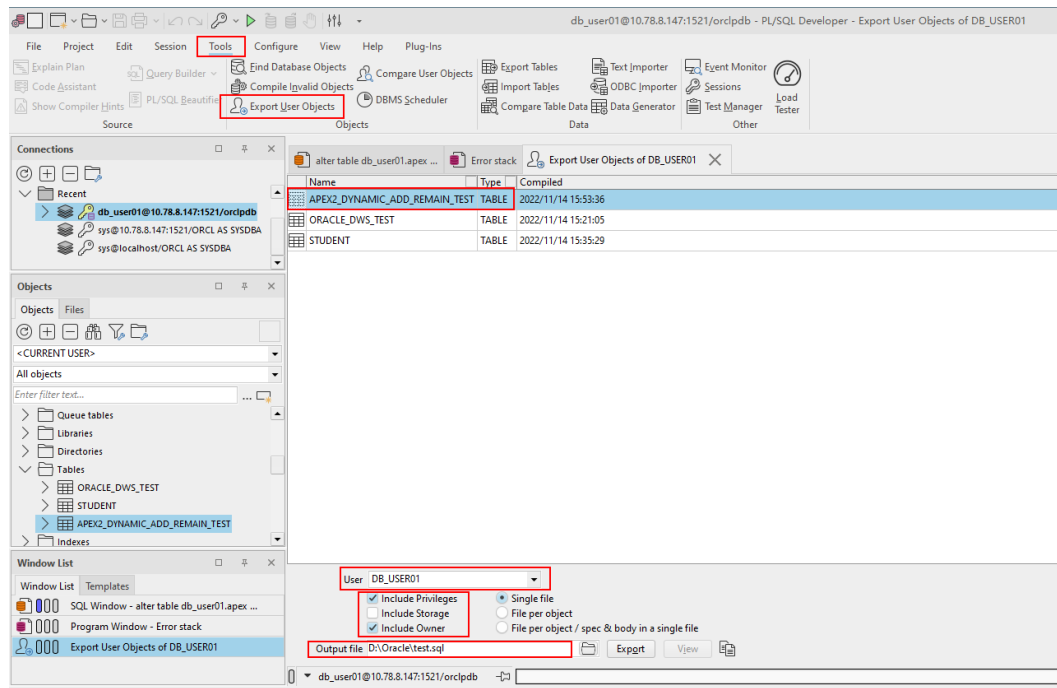 db_user01@10.78.8.147:1521/orclpdb - PL/SQL Developer - Export User Objects of DB_USER01
File Project Edit Session Tools Configure View Help Plug-Ins
Explain Plan
Code Assistant
Show Compiler Hints
Query Builder
PL/SQL Beautifie
Source
Find Database Objects
Compile Invalid Objects
Export User Objects
Compare User Objects
DBMS Scheduler
Objects
Export Tables
Import Tables
Compare Table Data
Text Importer
ODBC Importer
Data Generator
Data
Event Monitor
Sessions
Test Manager
Load
Tester
Other
Connections
Recent
db_user01@10.78.8.147:1521/orclpdb
sys@10.78.8.147:1521/ORCL AS SYSDBA
sys@localhost/ORCL AS SYSDBA
Objects
Objects Files
<CURRENT USER>
All objects
Enter filter text...
...
Queue tables
Libraries
Directories
Tables
ORACLE_DWS_TEST
STUDENT
APEX2_DYNAMIC_ADD_REMAIN_TEST
Indexes
Window List
Window List Templates
SQL Window - alter table db_user01.apex ...
Program Window - Error stack
Export User Objects of DB_USER01
alter table db_user01.apex ... Error stack Export User Objects of DB_USER01
Name Type Compiled
APEX2_DYNAMIC_ADD_REMAIN_TEST TABLE 2022/11/14 15:53:36
ORACLE_DWS_TEST TABLE 2022/11/14 15:21:05
STUDENT TABLE 2022/11/14 15:35:29
User DB_USER01
Include Privileges Single file
Include Storage File per object
Include Owner File per object / spec & body in a single file
Output file D:\Oracle\test.sql Export View
db_user01@10.78.8.147:1521/orclpdb